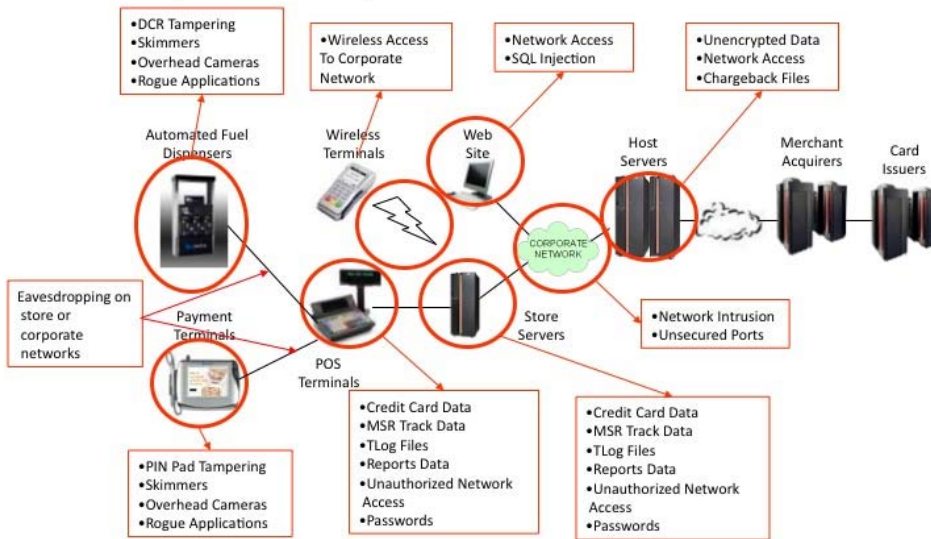 •DCR Tampering
•Skimmers
•Overhead Cameras
•Rogue Applications
•Wireless Access
To Corporate
Network
•Network Access
•SQL Injection
•Unencrypted Data
•Network Access
•Chargeback Files
Automated Fuel
Dispensers
Wireless
Terminals
Web
Site
Host
Servers
Merchant
Acquirers
Card
Issuers
CORPORATE
NETWORK
Eavesdropping on
store or
corporate
networks
Payment
Terminals
POS
Terminals
Store
Servers
•Network Intrusion
•Unsecured Ports
•PIN Pad Tampering
•Skimmers
•Overhead Cameras
•Rogue Applications
•Credit Card Data
•MSR Track Data
•TLog Files
•Reports Data
•Unauthorized Network
Access
•Passwords
•Credit Card Data
•MSR Track Data
•TLog Files
•Reports Data
•Unauthorized Network
Access
•Passwords